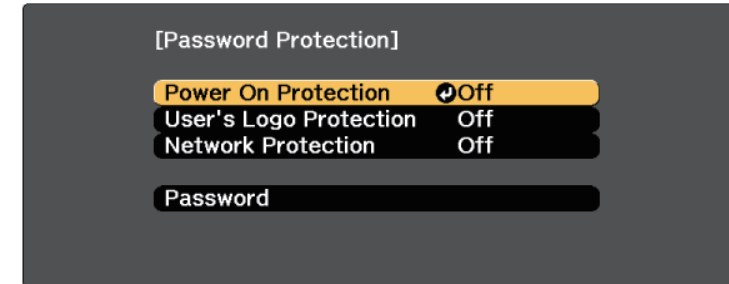 [Password Protection]
Power On Protection Off
User's Logo Protection Off
Network Protection Off
Password